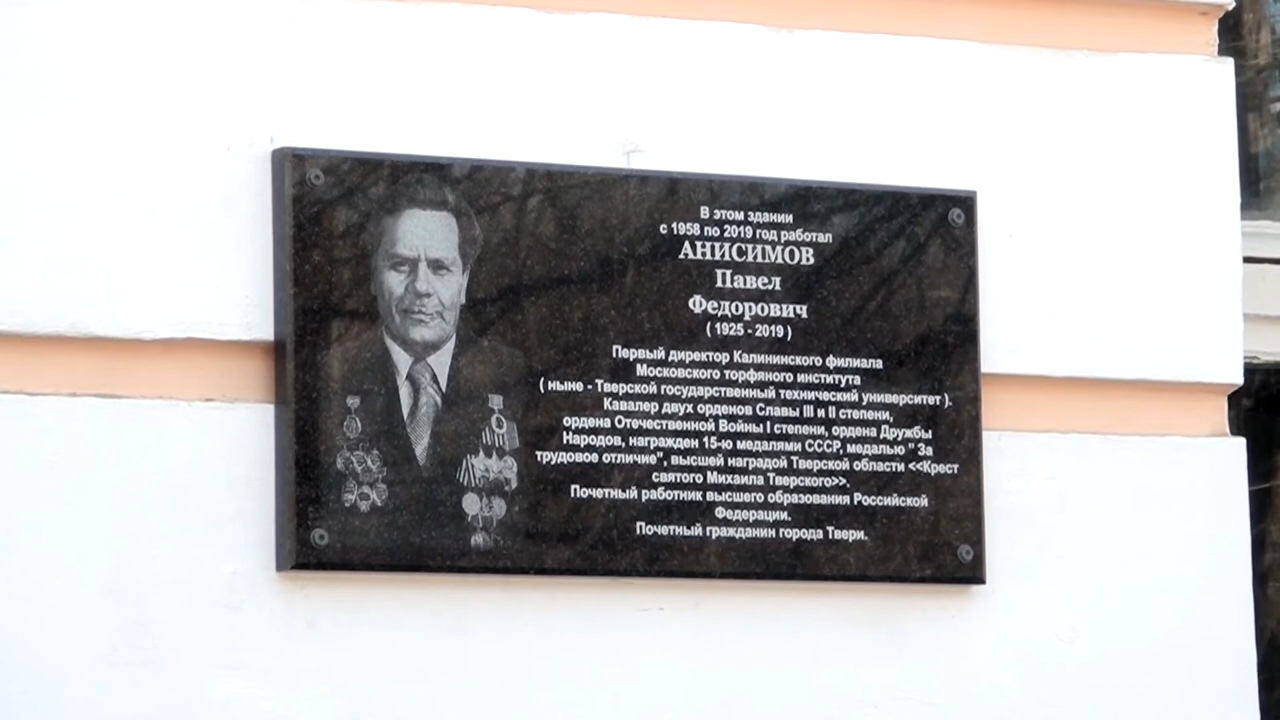 В этом здании
с 1958 по 2019 год работал
АНИСИМОВ
Павел
Федорович
( 1925 - 2019 )
Первый директор Калининского филиала
Московского торфяного института
( ныне - Тверской государственный технический университет ).
Кавалер двух орденов Славы III и II степени,
ордена Отечественной Войны I степени, ордена Дружбы
Народов, награжден 15-ю медалями СССР, медалью " За
трудовое отличие", высшей наградой Тверской области <<Крест
святого Михаила Тверского>>.
Почетный работник высшего образования Российской
Федерации.
Почетный гражданин города Твери.